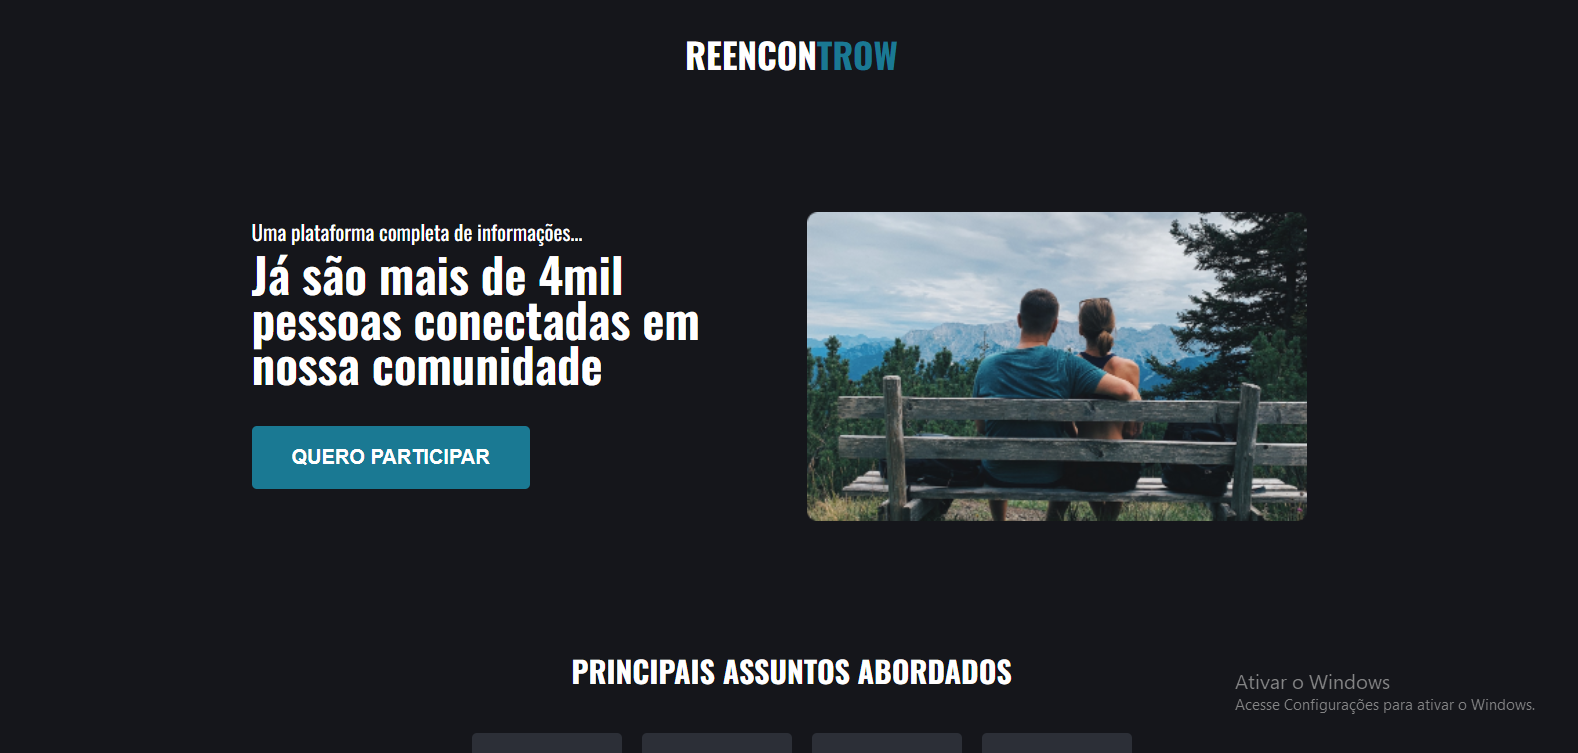 REENCONTROW
Uma plataforma completa de informações...
Já são mais de 4mil
pessoas conectadas em
nossa comunidade
QUERO PARTICIPAR
PRINCIPAIS ASSUNTOS ABORDADOS
Ativar o Windows
Acesse Configurações para ativar o Windows.